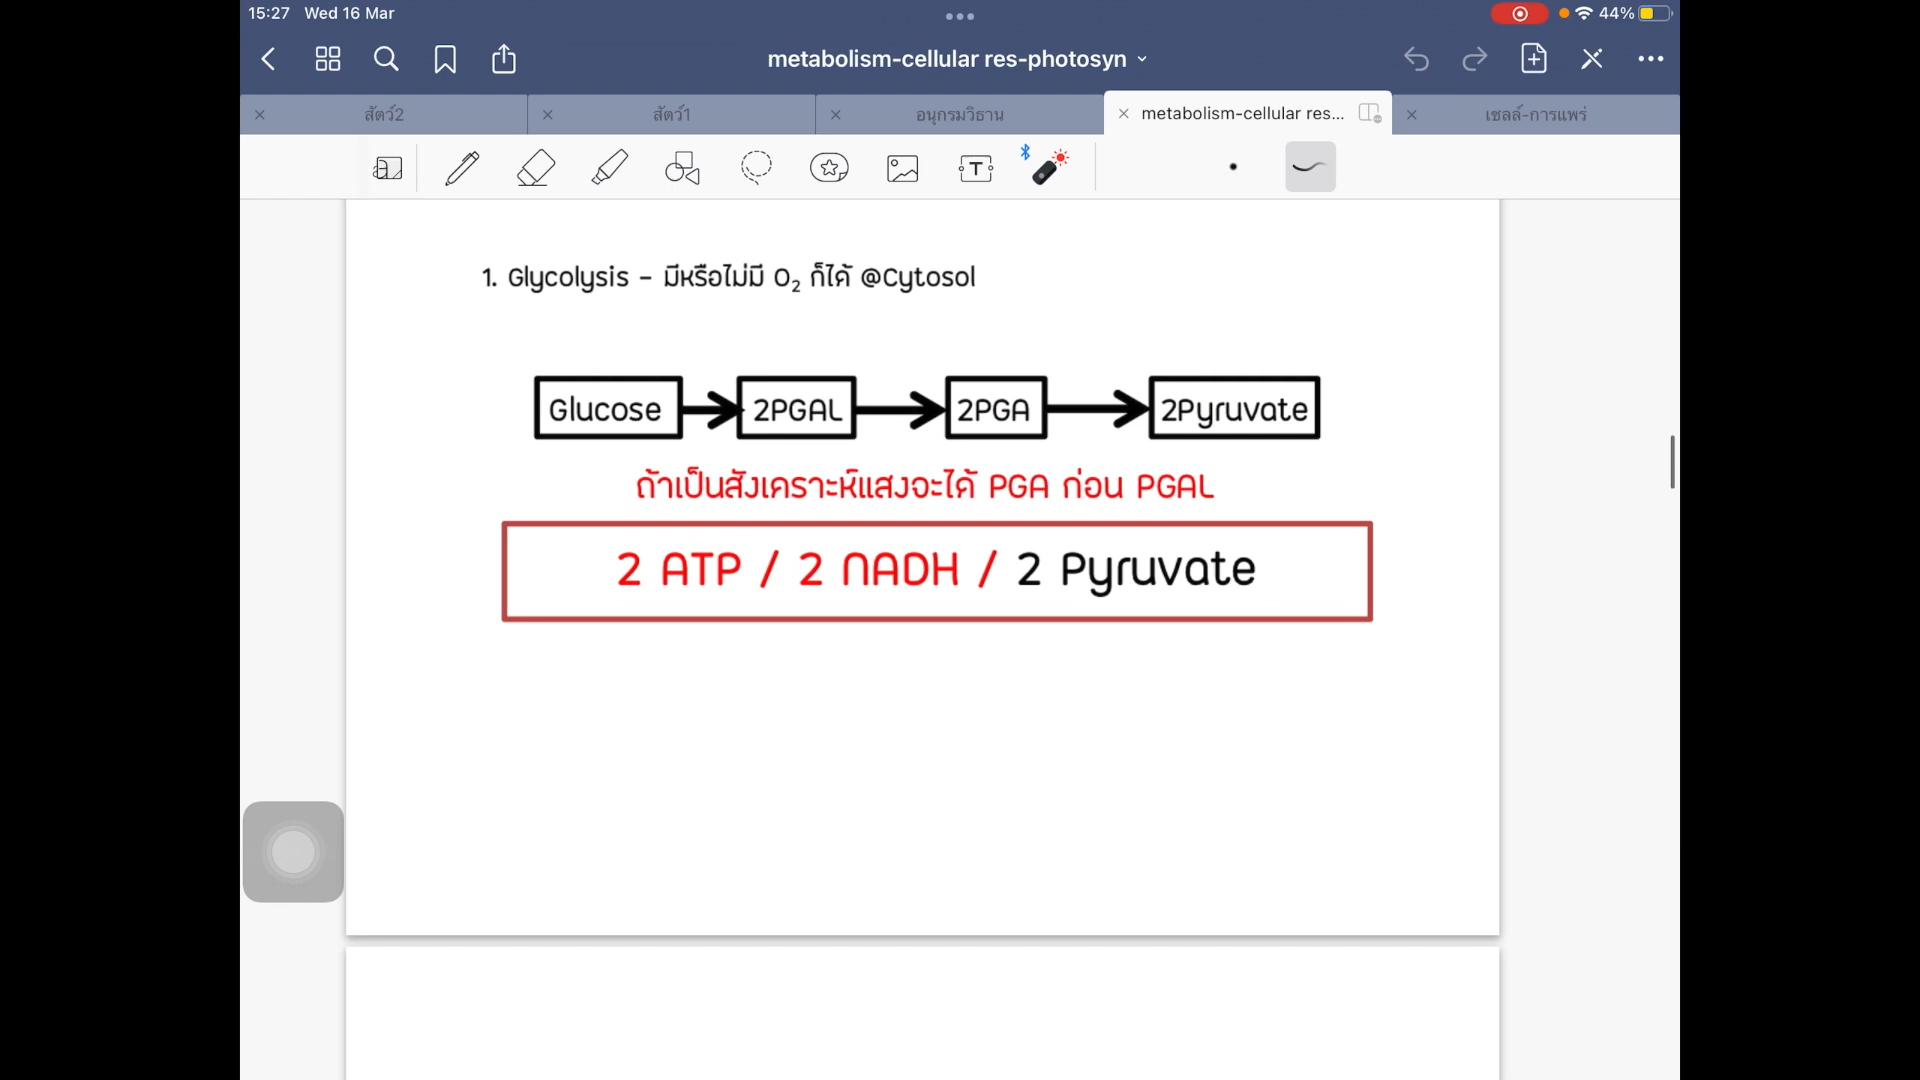 15:27 Wed 16 Mar
44%
metabolism-cellular res-photosyn
สัตว์2
สัตว์1
อนุกรมวิธาน
metabolism-cellular res...
เซลล์-การแพร่
1. Glycolysis - มีหรือไม่มี O₂ ก็ได้ @Cytosol
Glucose 2PGAL 2PGA 2Pyruvate
ถ้าเป็นสังเคราะห์แสงจะได้ PGA ก่อน PGAL
2 ATP / 2 NADH / 2 Pyruvate